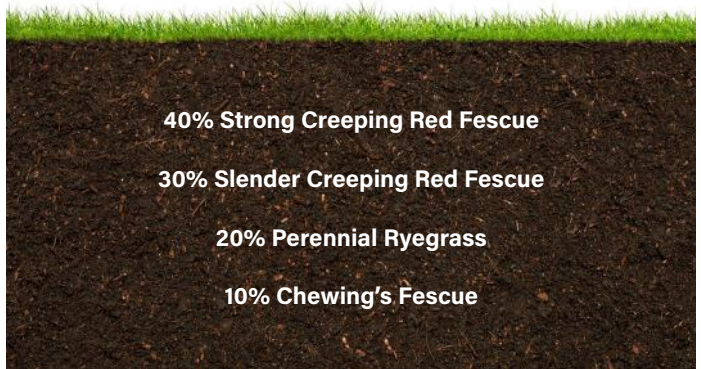 40% Strong Creeping Red Fescue
30% Slender Creeping Red Fescue
20% Perennial Ryegrass
10% Chewing’s Fescue